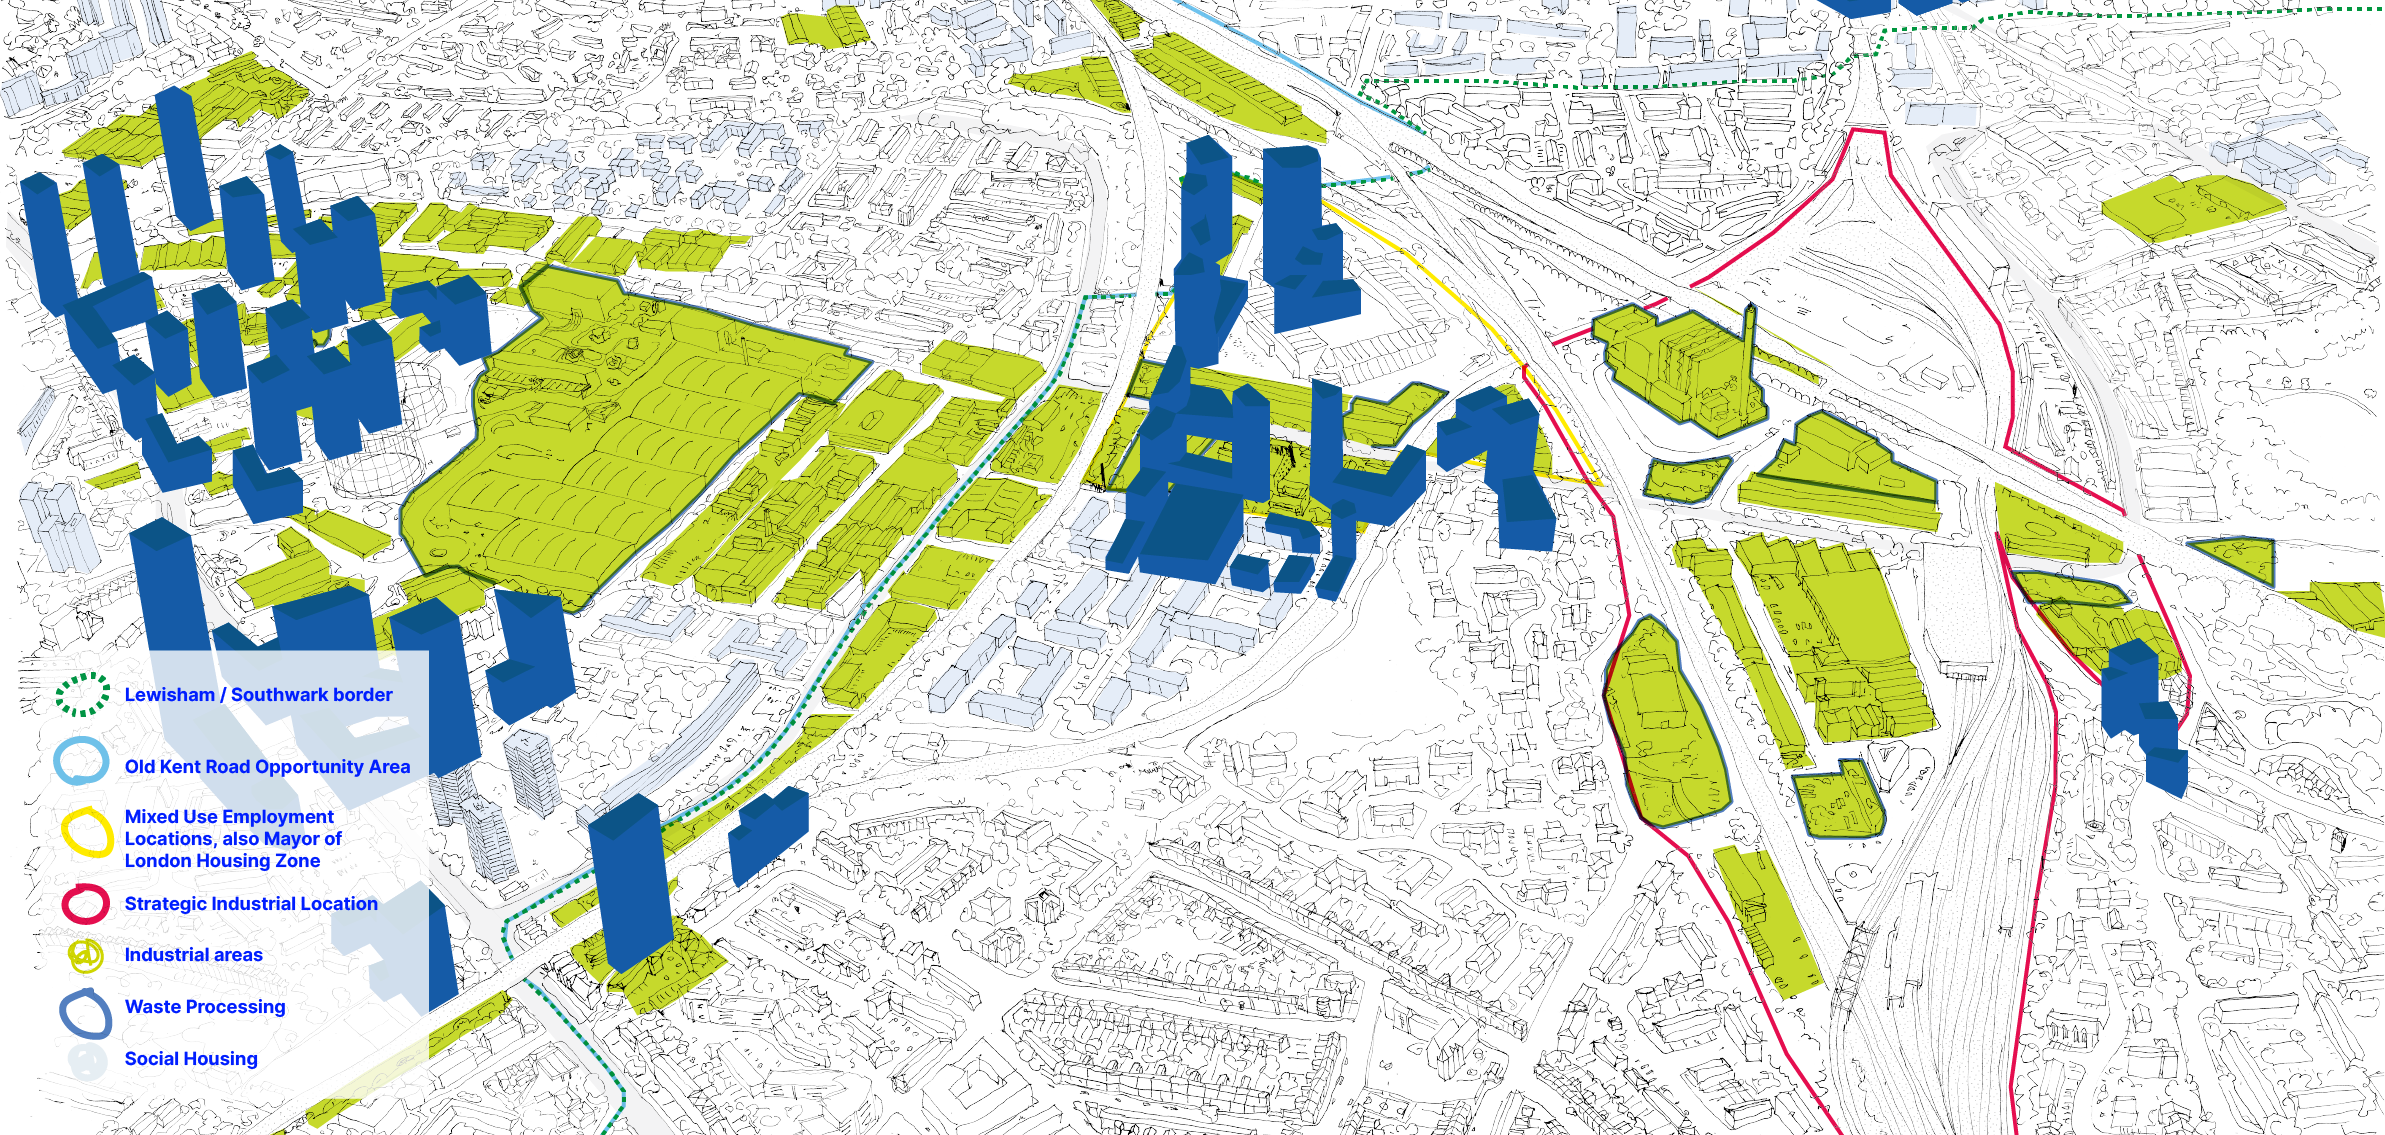 Lewisham / Southwark border
Old Kent Road Opportunity Area
Mixed Use Employment
Locations, also Mayor of
London Housing Zone
Strategic Industrial Location
Industrial areas
Waste Processing
Social Housing